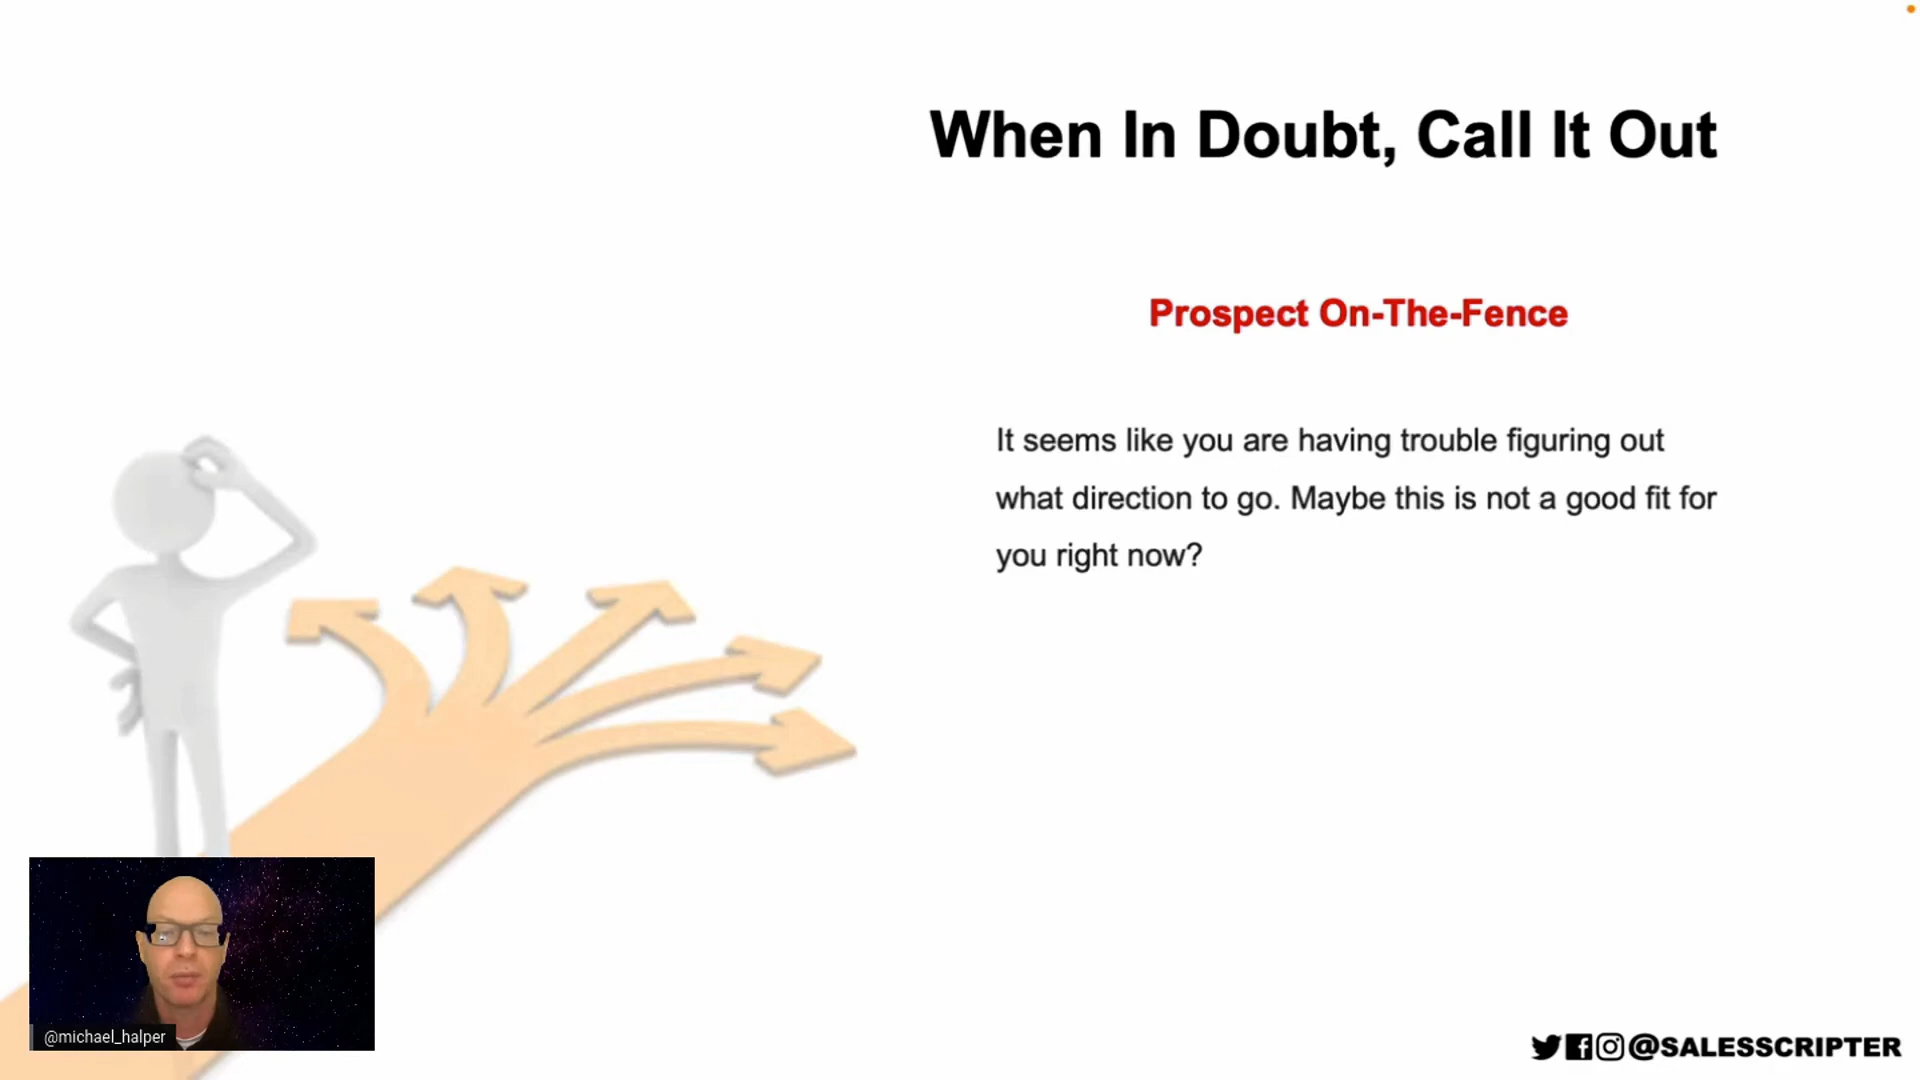 When In Doubt, Call It Out
Prospect On-The-Fence
It seems like you are having trouble figuring out
what direction to go. Maybe this is not a good fit for
you right now?
@michael_halper
@SALESSCRIPTER